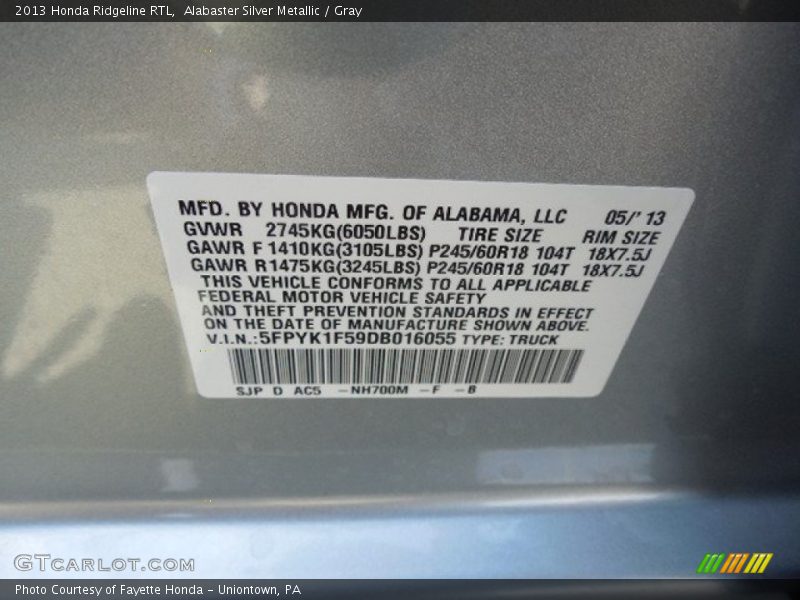 2013 Honda Ridgeline RTL,  Alabaster Silver Metallic / Gray
MFD. BY HONDA MFG. OF ALABAMA, LLC 05/' 13
GVWR 2745KG(6050LBS) TIRE SIZE RIM SIZE
GAWR F 1410KG(3105LBS) P245/60R18 104T 18X7.5J
GAWR R1475KG(3245LBS) P245/60R18 104T 18X7.5J
THIS VEHICLE CONFORMS TO ALL APPLICABLE
FEDERAL MOTOR VEHICLE SAFETY
AND THEFT PREVENTION STANDARDS IN EFFECT
ON THE DATE OF MANUFACTURE SHOWN ABOVE.
V.I.N.:5FPYK1F59DB016055 TYPE: TRUCK
SJP D AC5 -NH700M -F -B
GTCARLOT.COM
Photo Courtesy of Fayette Honda - Uniontown, PA